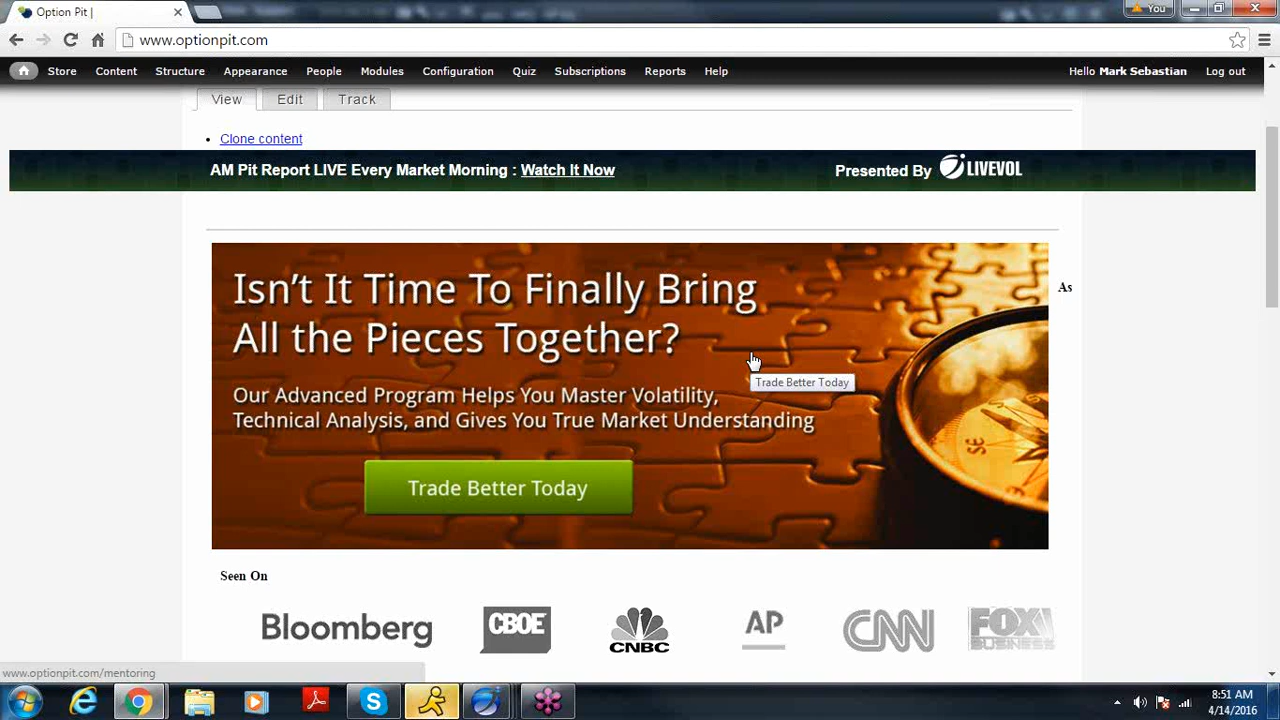 Option Pit |
You
www.optionpit.com
Store Content Structure Appearance People Modules Configuration Quiz Subscriptions Reports Help Hello Mark Sebastian Log out
View Edit Track
Clone content
AM Pit Report LIVE Every Market Morning : Watch It Now Presented By LIVEVOL
Isn't It Time To Finally Bring
All the Pieces Together?
As
Trade Better Today
Our Advanced Program Helps You Master Volatility,
Technical Analysis, and Gives You True Market Understanding
SE
Trade Better Today
Seen On
Bloomberg CBOE CNBC AP CNN FOX BUSINESS
www.optionpit.com/mentoring
8:51 AM
4/14/2016